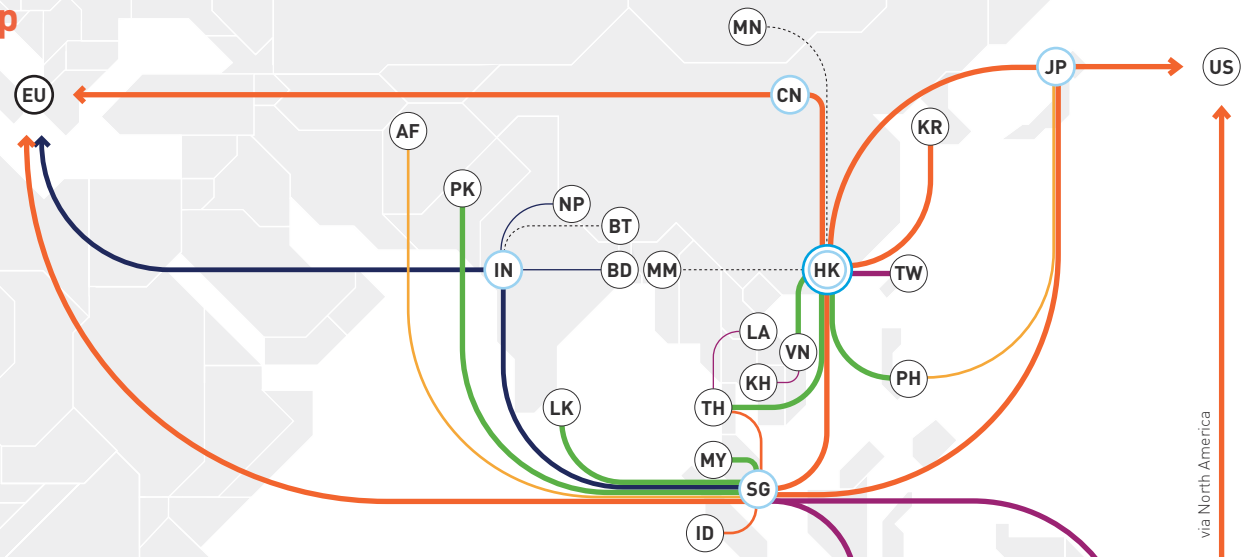 p
MN
JP
US
EU
CN
AF
KR
PK
NP
BT
IN
BD
MM
HK
TW
LA
VN
KH
PH
LK
TH
MY
SG
ID
via North America